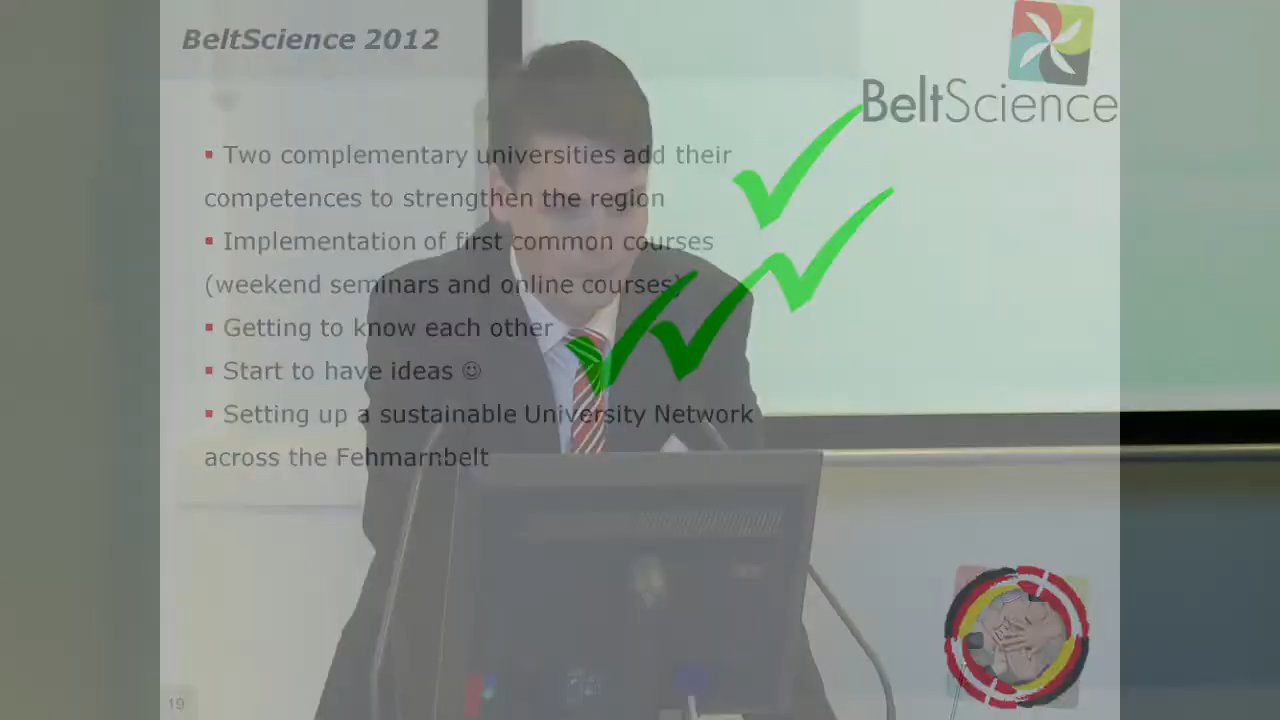 BeltScience 2012
BeltScience
▪ Two complementary universities add their
competences to strengthen the region
▪ Implementation of first common courses
(weekend seminars and online courses)
▪ Getting to know each other
▪ Start to have ideas ☺
▪ Setting up a sustainable University Network
across the Fehmarnbelt
19